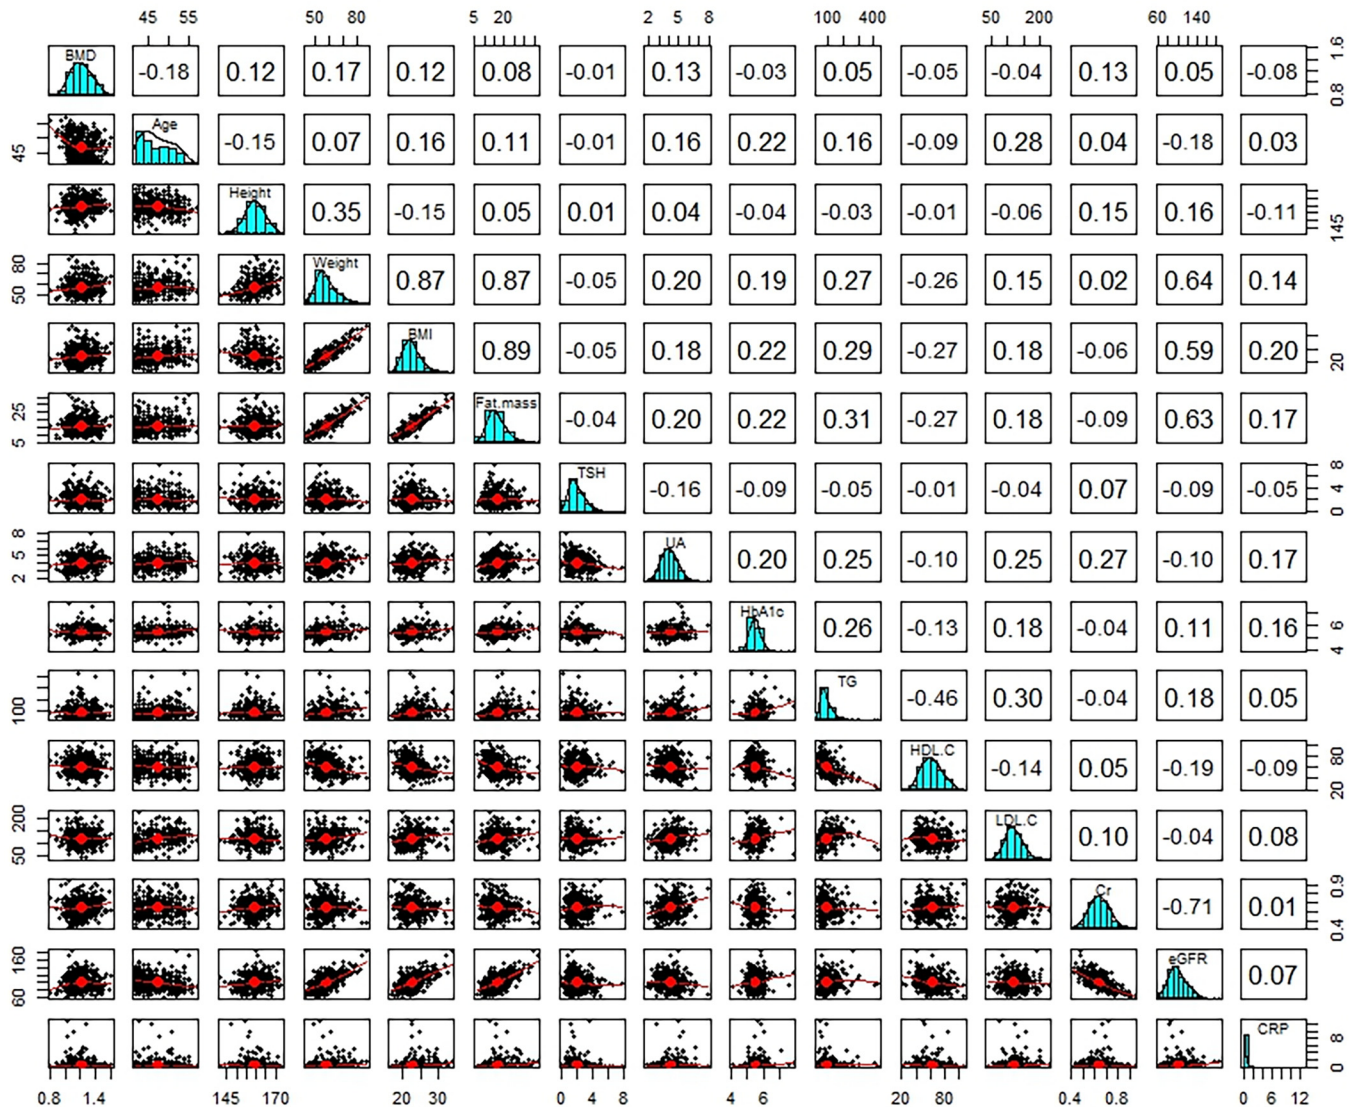 45 55 50 80 5 20 2 5 8 100 400 50 200 60 140
BMD -0.18 0.12 0.17 0.12 0.08 -0.01 0.13 -0.03 0.05 -0.05 -0.04 0.13 0.05 -0.08 0.8 1.6
45 Age -0.15 0.07 0.16 0.11 -0.01 0.16 0.22 0.16 -0.09 0.28 0.04 -0.18 0.03
Height 0.35 -0.15 0.05 0.01 0.04 -0.04 -0.03 -0.01 -0.06 0.15 0.16 -0.11 145
50 80 Weight 0.87 0.87 -0.05 0.20 0.19 0.27 -0.26 0.15 0.02 0.64 0.14
BMI 0.89 -0.05 0.18 0.22 0.29 -0.27 0.18 -0.06 0.59 0.20 20
5 25 Fat.mass -0.04 0.20 0.22 0.31 -0.27 0.18 -0.09 0.63 0.17
TSH -0.16 -0.09 -0.05 -0.01 -0.04 0.07 -0.09 -0.05 0 4 8
2 5 8 UA 0.20 0.25 -0.10 0.25 0.27 -0.10 0.17
HbA1c 0.26 -0.13 0.18 -0.04 0.11 0.16 4 6
100 TG -0.46 0.30 -0.04 0.18 0.05
HDL.C -0.14 0.05 -0.19 -0.09 20 80
50 200 LDL.C 0.10 -0.04 0.08
Cr -0.71 0.01 0.4 0.9
60 160 eGFR 0.07
CRP 0 8
0.8 1.4 145 170 20 30 0 4 8 4 6 20 80 0.4 0.8 0 6 12